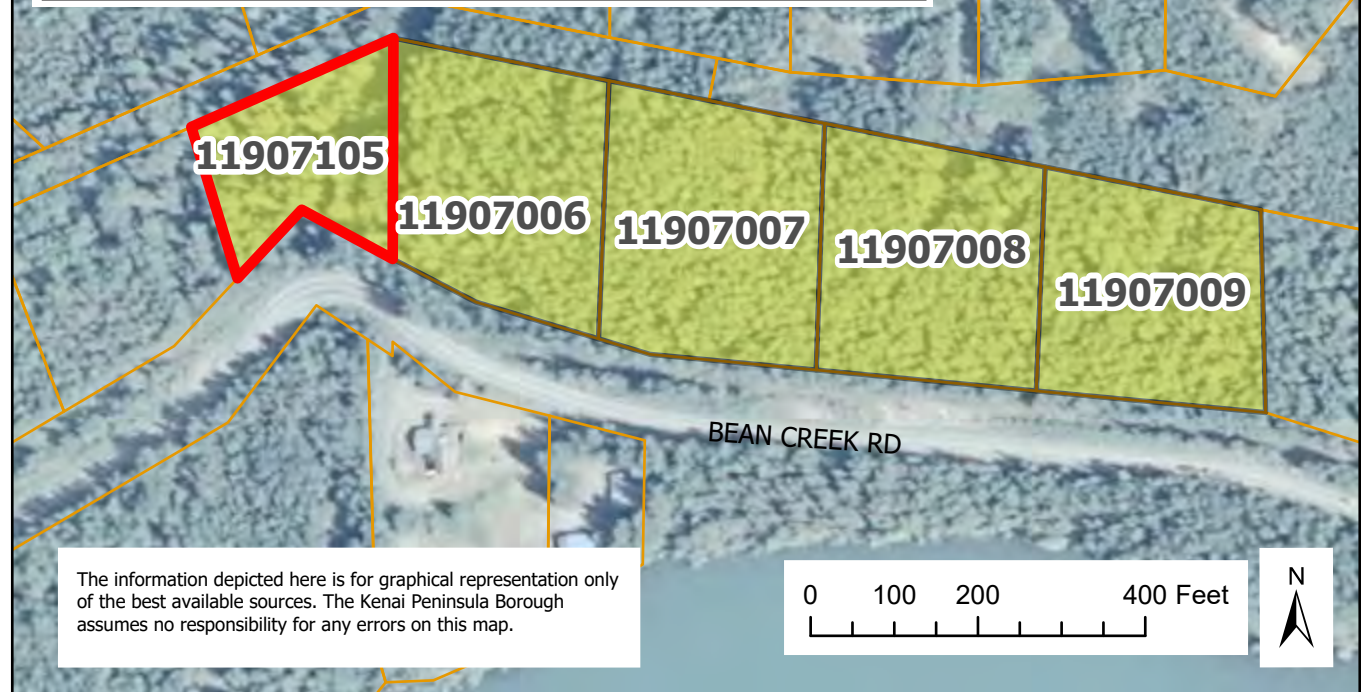 11907105
11907006
11907007
11907008
11907009
BEAN CREEK RD
The information depicted here is for graphical representation only
of the best available sources. The Kenai Peninsula Borough
assumes no responsibility for any errors on this map.
0 100 200 400 Feet
N